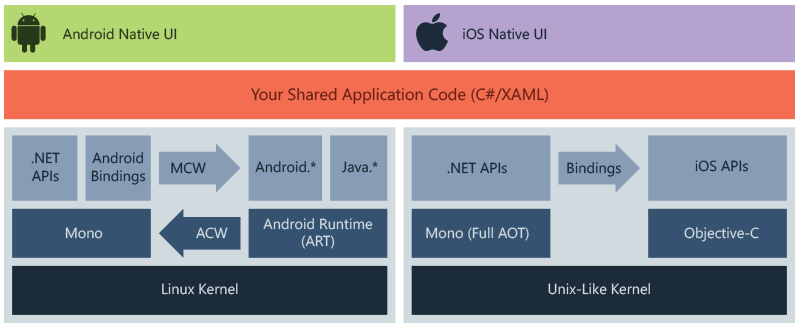 Android Native UI
iOS Native UI
Your Shared Application Code (C#/XAML)
.NET
APIs
Android
Bindings
MCW
Android.*
Java.*
.NET APIs
Bindings
iOS APIs
Mono
ACW
Android Runtime
(ART)
Mono (Full AOT)
Objective-C
Linux Kernel
Unix-Like Kernel